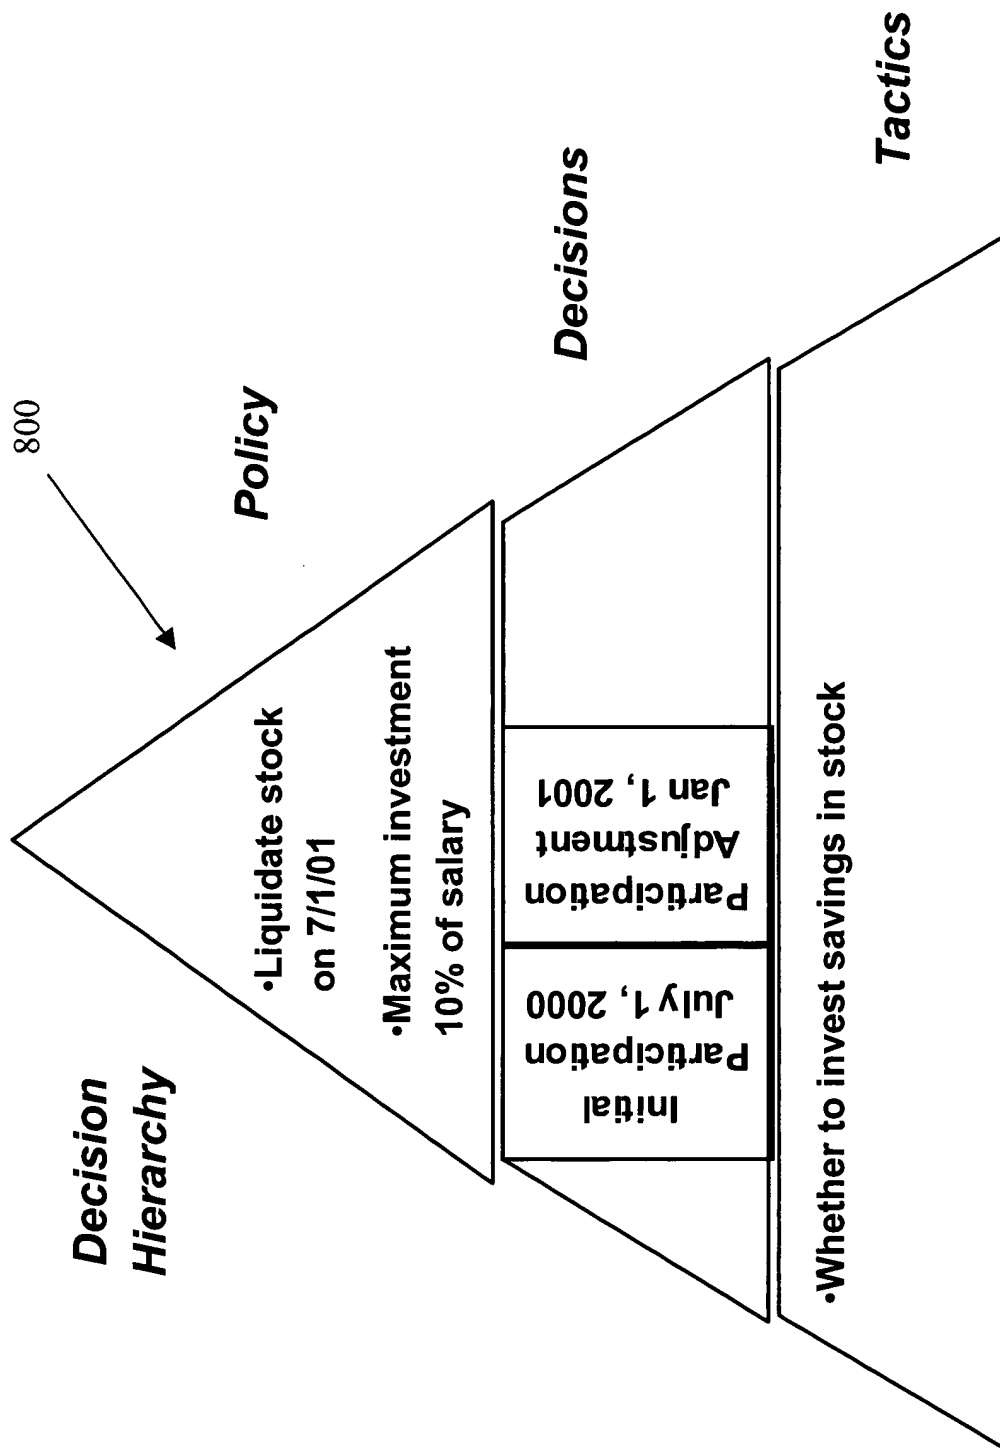 Decision
Hierarchy
800
Policy
•Liquidate stock
on 7/1/01
•Maximum investment
10% of salary
Decisions
Initial
Participation
July 1, 2000
Participation
Adjustment
Jan 1, 2001
Tactics
•Whether to invest savings in stock